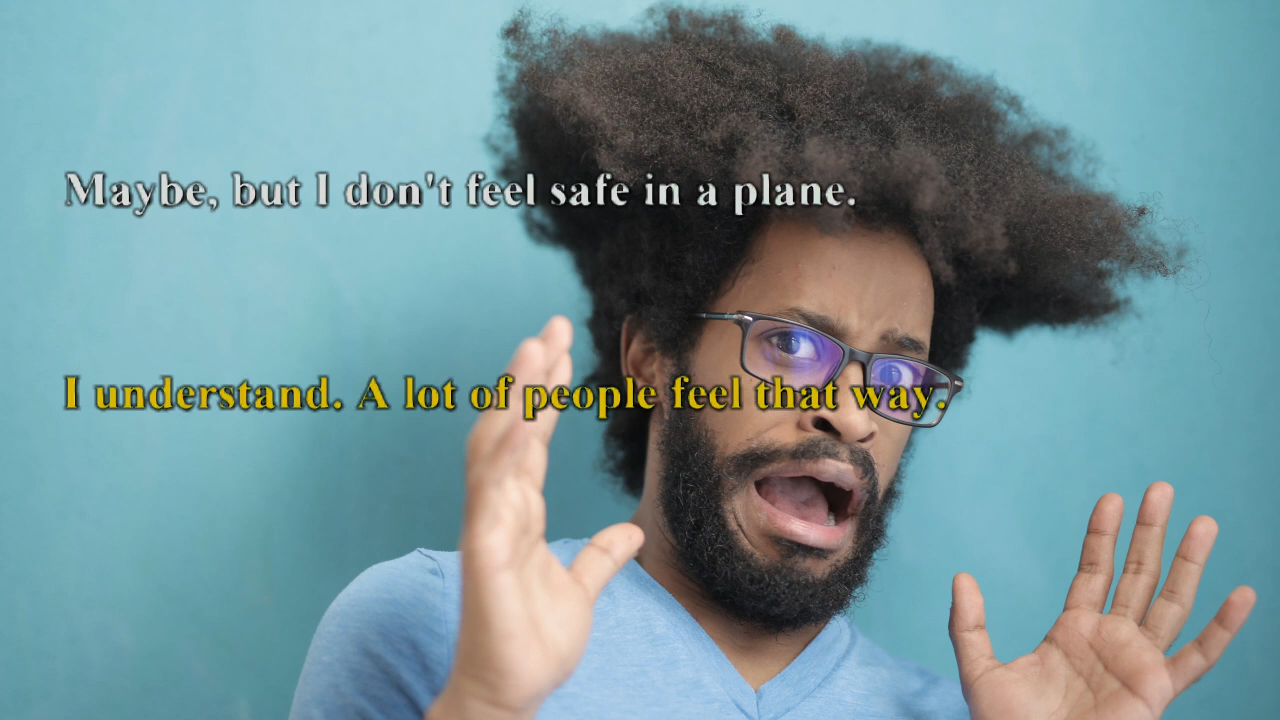 Maybe, but I don't feel safe in a plane.
I understand. A lot of people feel that way.